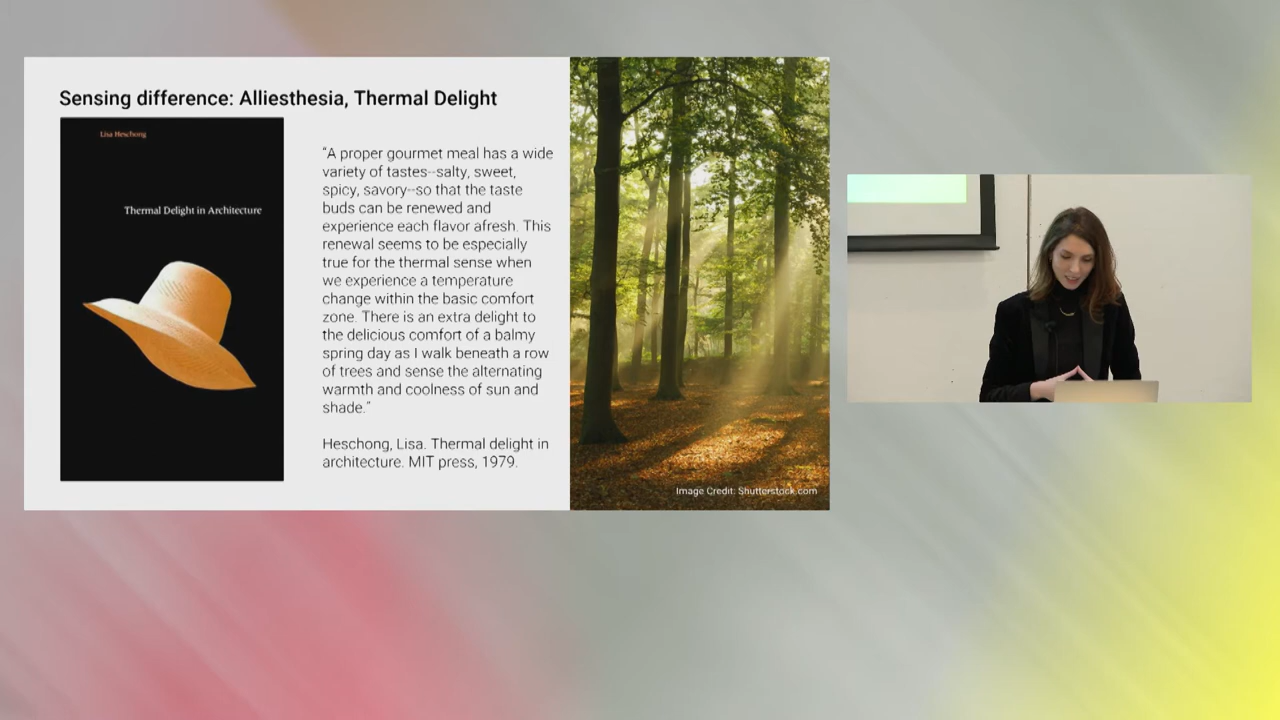 Sensing difference: Alliesthesia, Thermal Delight
Lisa Heschong
Thermal Delight in Architecture
“A proper gourmet meal has a wide
variety of tastes--salty, sweet,
spicy, savory--so that the taste
buds can be renewed and
experience each flavor afresh. This
renewal seems to be especially
true for the thermal sense when
we experience a temperature
change within the basic comfort
zone. There is an extra delight to
the delicious comfort of a balmy
spring day as I walk beneath a row
of trees and sense the alternating
warmth and coolness of sun and
shade.”
Heschong, Lisa. Thermal delight in
architecture. MIT press, 1979.
Image Credit: Shutterstock.com